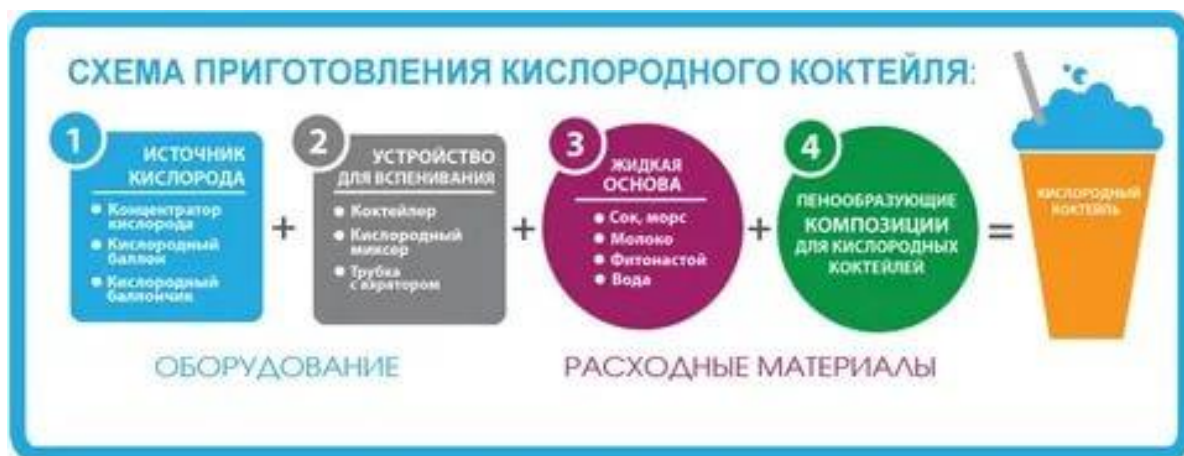 СХЕМА ПРИГОТОВЛЕНИЯ КИСЛОРОДНОГО КОКТЕЙЛЯ:
1
ИСТОЧНИК
КИСЛОРОДА
Концентратор
кислорода
Кислородный
баллон
Кислородный
баллончик
+
2
УСТРОЙСТВО
ДЛЯ ВСПЕНИВАНИЯ
Коктейлер
Кислородный
миксер
Трубка
с аэратором
+
3
ЖИДКАЯ
ОСНОВА
Сок, морс
Молоко
Фитонастой
Вода
+
4
ПЕНООБРАЗУЮЩИЕ
КОМПОЗИЦИИ
ДЛЯ КИСЛОРОДНЫХ
КОКТЕЙЛЕЙ
=
КИСЛОРОДНЫЙ
КОКТЕЙЛЬ
ОБОРУДОВАНИЕ
РАСХОДНЫЕ МАТЕРИАЛЫ